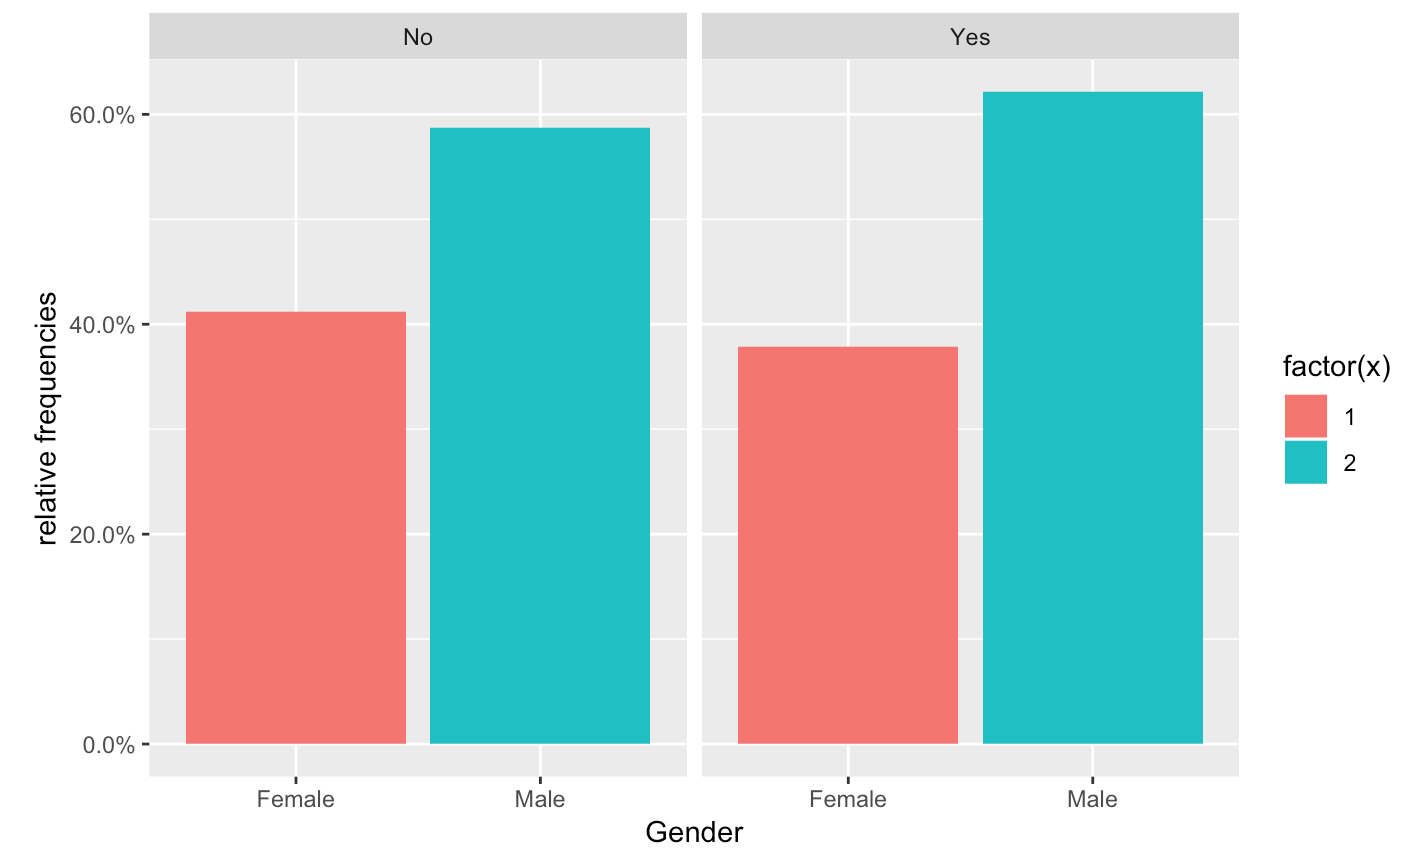 No
Yes
60.0%
40.0%
20.0%
0.0%
relative frequencies
Female
Male
Female
Male
Gender
factor(x)
1
2